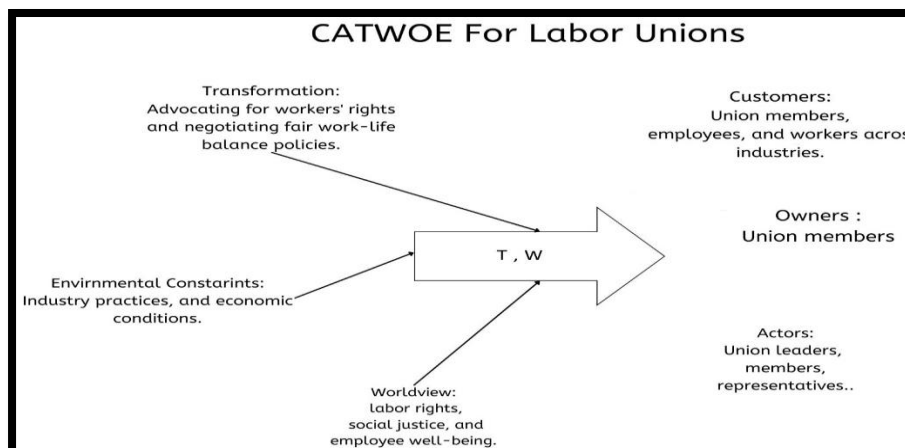 CATWOE For Labor Unions
Transformation:
Advocating for workers' rights
and negotiating fair work-life
balance policies.
Customers:
Union members,
employees, and workers across
industries.
Owners :
Union members
T , W
Envirnmental Constarints:
Industry practices, and economic
conditions.
Actors:
Union leaders,
members,
representatives..
Worldview:
labor rights,
social justice, and
employee well-being.